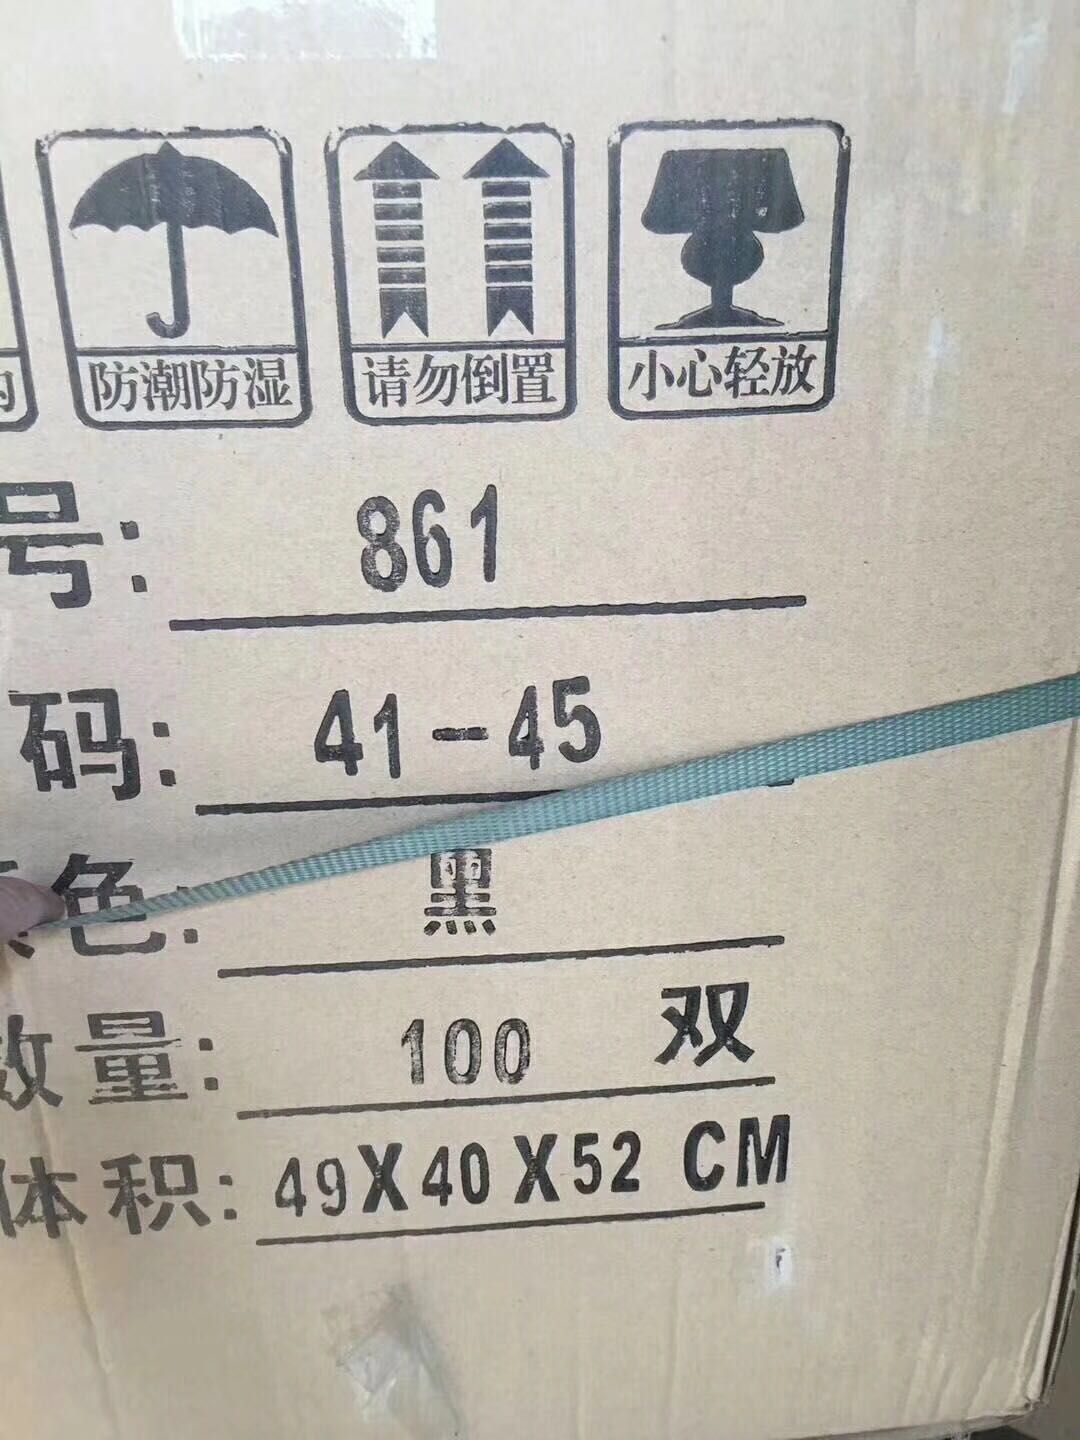 防潮防湿 请勿倒置 小心轻放
号: 861
码: 41-45
色: 黑
数量: 100 双
体积: 49X40X52 CM